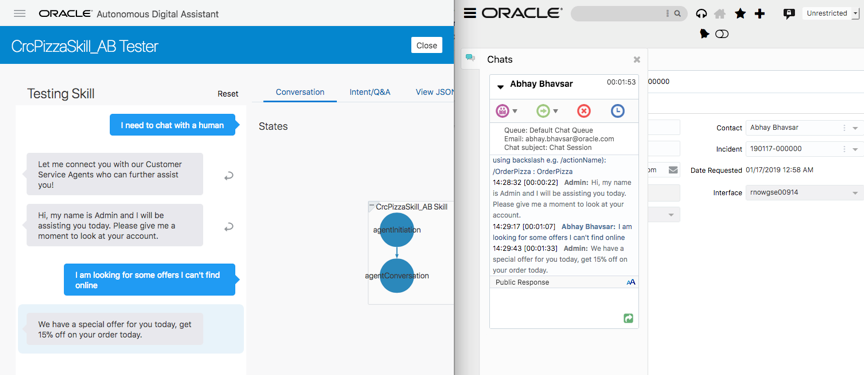 ORACLE® Autonomous Digital Assistant
CrcPizzaSkill_AB Tester
Close
Testing Skill
Reset
I need to chat with a human
Let me connect you with our Customer
Service Agents who can further assist
you!
Hi, my name is Admin and I will be
assisting you today. Please give me a
moment to look at your account.
I am looking for some offers I can't find
online
We have a special offer for you today, get
15% off on your order today.
Conversation
Intent/Q&A
View JSON
States
CrcPizzaSkill_AB Skill
agentInitiation
agentConversation
ORACLE®
Unrestricted
Chats
Abhay Bhavsar
00:01:53
Queue: Default Chat Queue
Email: abhay.bhavsar@oracle.com
Chat subject: Chat Session
using backslash e.g. /actionName):
/OrderPizza : OrderPizza
14:28:32 [00:00:22] Admin: Hi, my name
is Admin and I will be assisting you today.
Please give me a moment to look at your
account.
14:29:17 [00:01:07] Abhay Bhavsar: I am
looking for some offers I can't find online
14:29:43 [00:01:33] Admin: We have a
special offer for you today, get 15% off on
your order today.
Public Response
AA
000000
Contact
Abhay Bhavsar
Incident
190117-000000
om
Date Requested
01/17/2019 12:58 AM
Interface
rnowgse00914